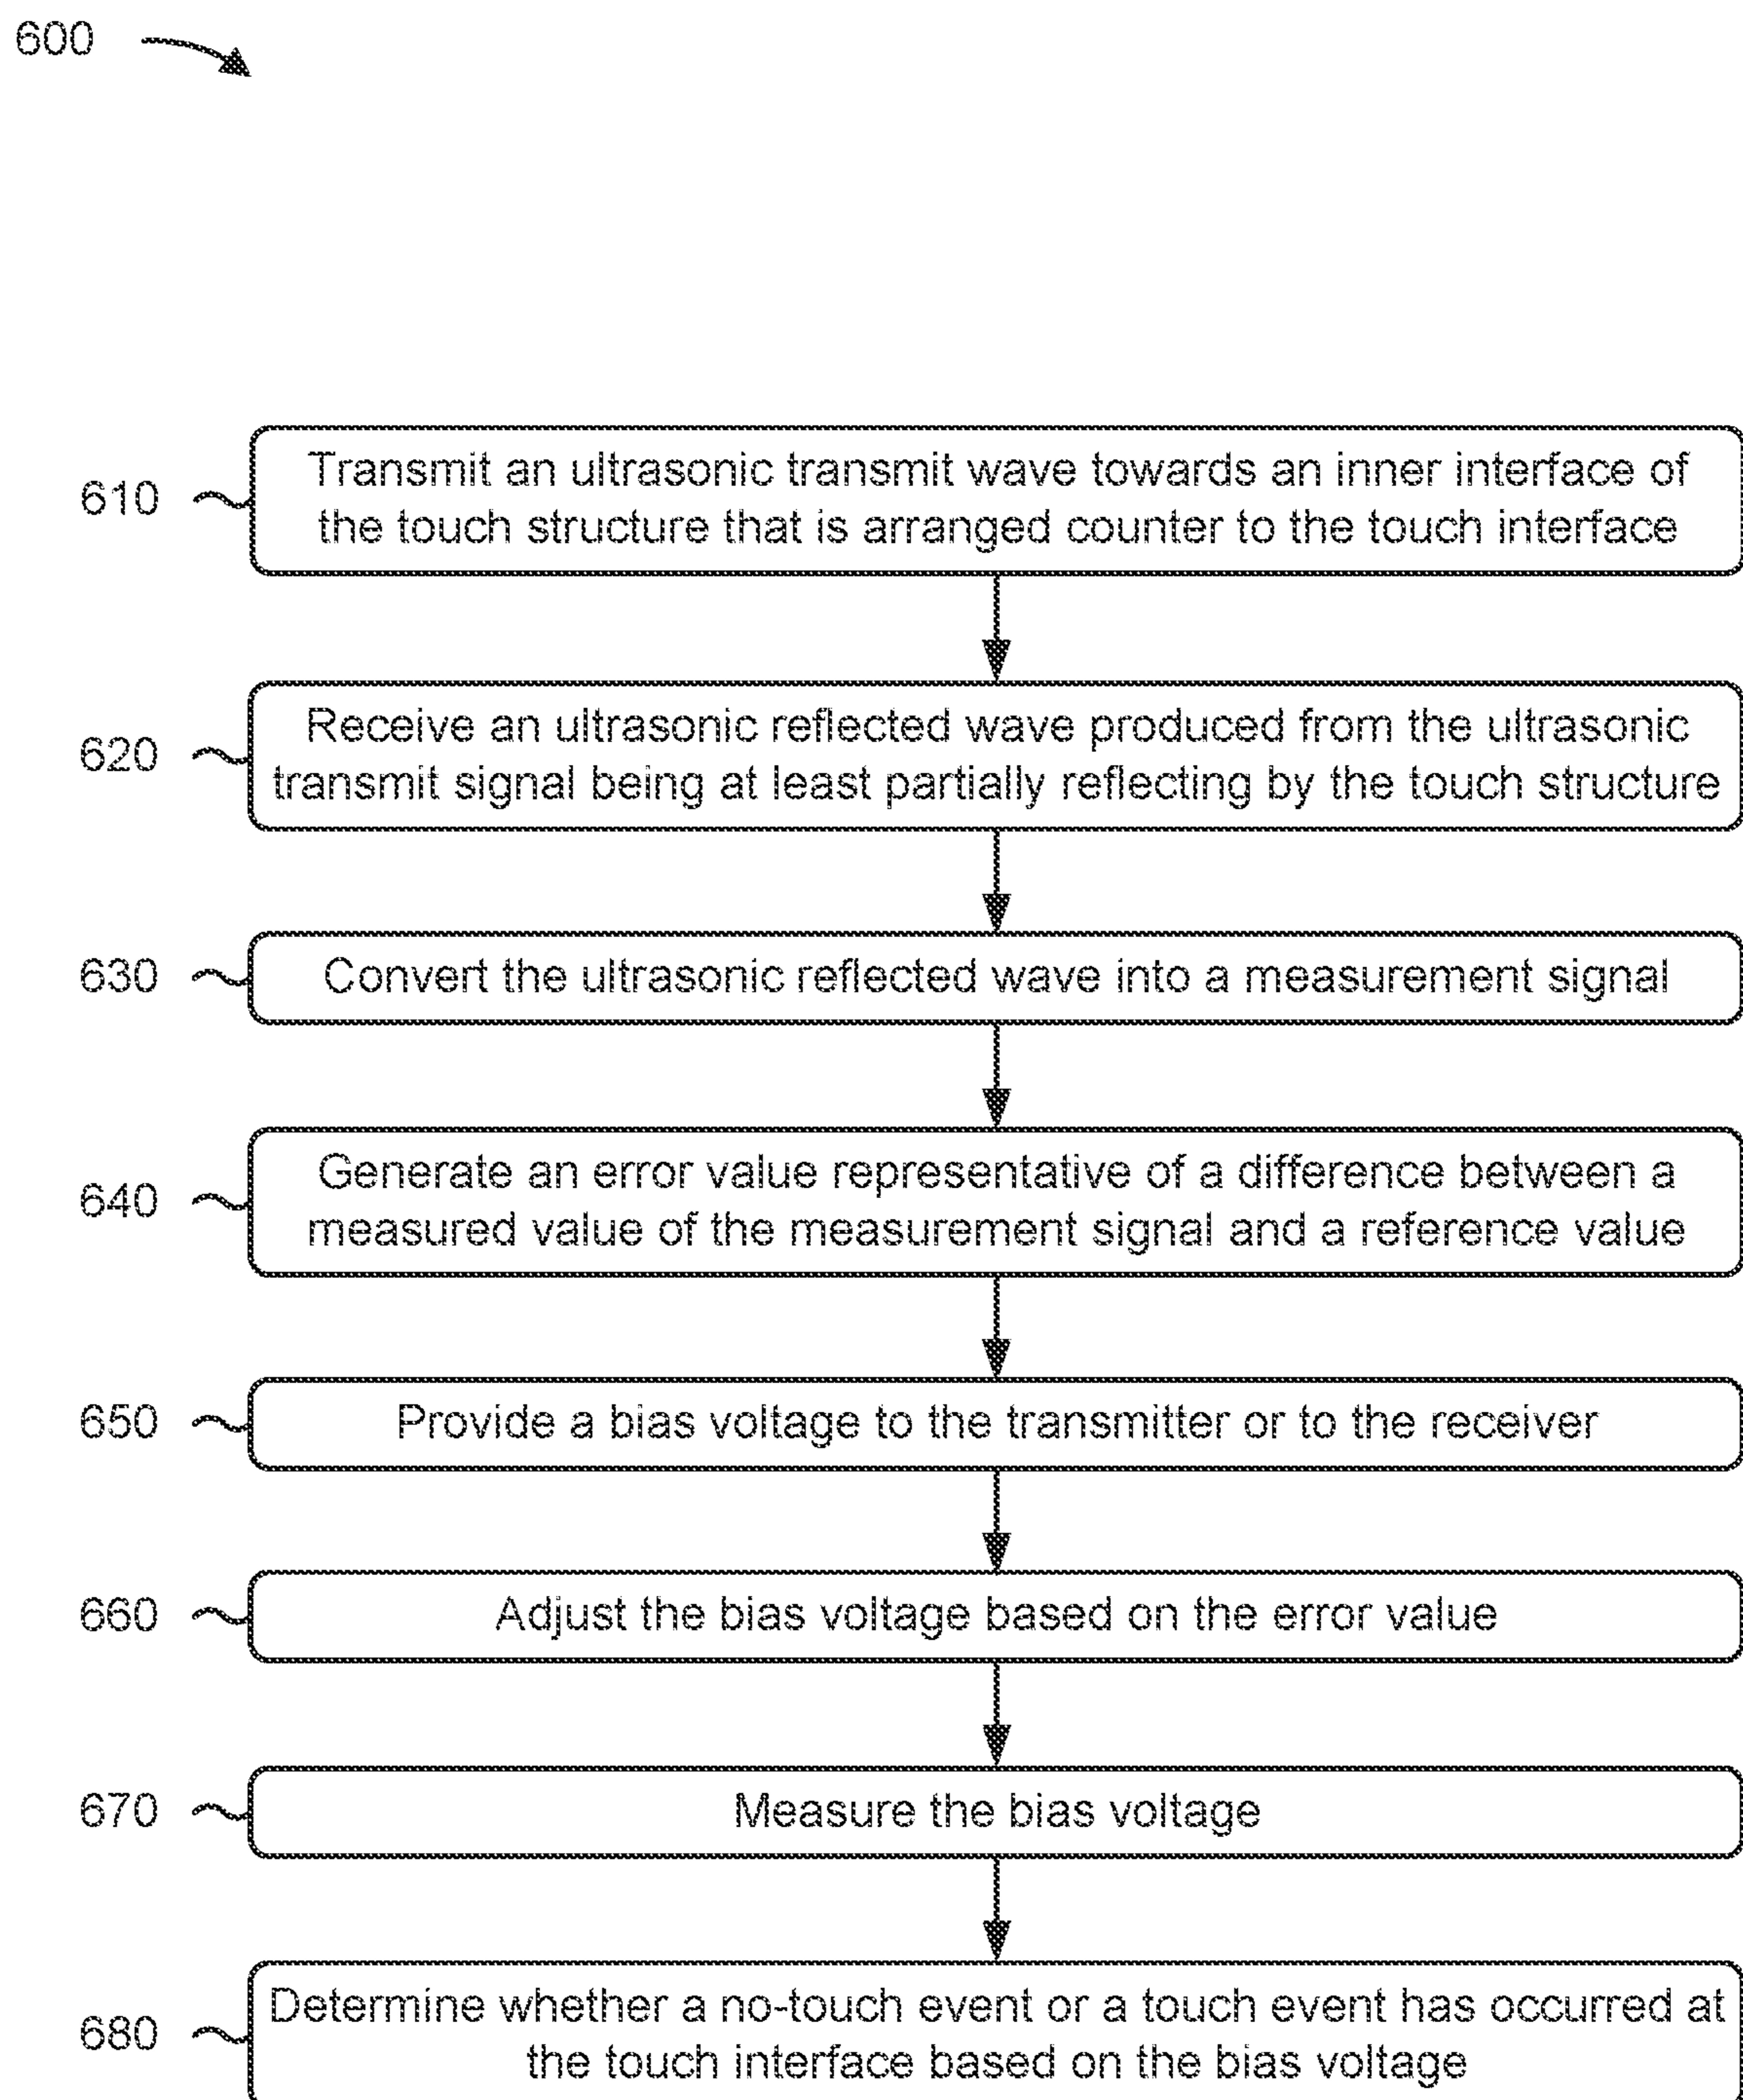 600
610
Transmit an ultrasonic transmit wave towards an inner interface of
the touch structure that is arranged counter to the touch interface
620
Receive an ultrasonic reflected wave produced from the ultrasonic
transmit signal being at least partially reflecting by the touch structure
630
Convert the ultrasonic reflected wave into a measurement signal
640
Generate an error value representative of a difference between a
measured value of the measurement signal and a reference value
650
Provide a bias voltage to the transmitter or to the receiver
660
Adjust the bias voltage based on the error value
670
Measure the bias voltage
680
Determine whether a no-touch event or a touch event has occurred at
the touch interface based on the bias voltage